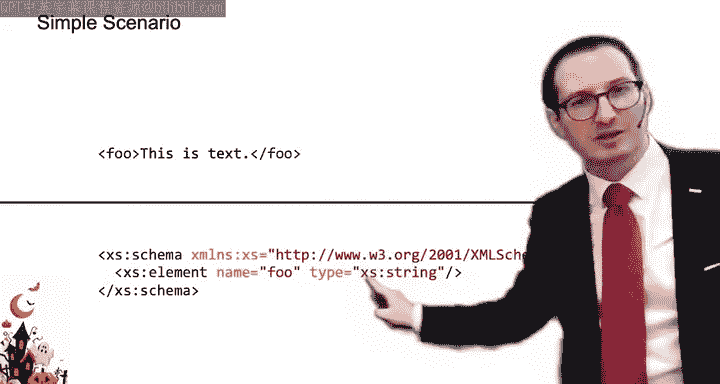 Simple Scenario
<foo>This is text.</foo>
<xs:schema xmlns:xs="http://www.w3.org/2001/XMLSche
<xs:element name="foo" type="xs:string"/>
</xs:schema>